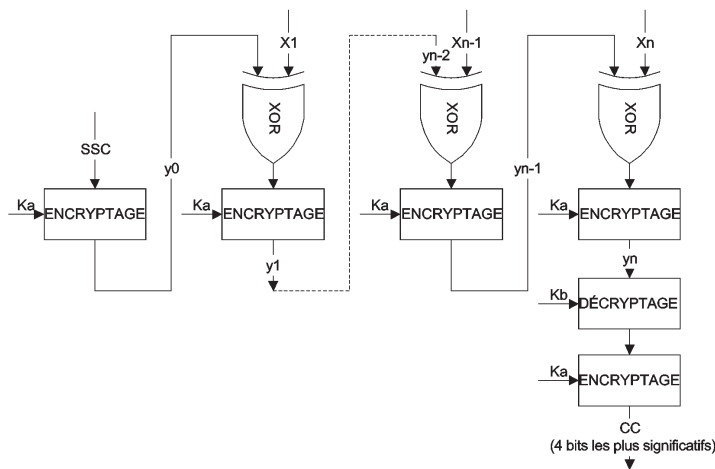 X1
yn-2
Xn-1
Xn
XOR
XOR
XOR
SSC
y0
yn-1
Ka
ENCRYPTAGE
Ka
ENCRYPTAGE
Ka
ENCRYPTAGE
Ka
ENCRYPTAGE
y1
yn
Kb
DÉCRYPTAGE
Ka
ENCRYPTAGE
CC
(4 bits les plus significatifs)